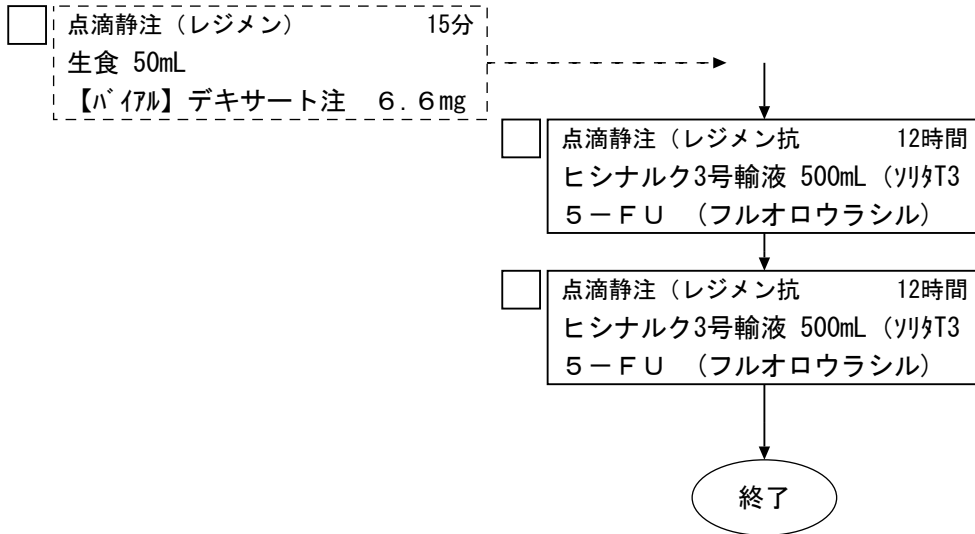 点滴静注（レジメン） 15分
生食 50mL
【ﾊﾞｲｱﾙ】デキサート注 ６.６mg
点滴静注（レジメン抗 12時間
ヒシナルク3号輸液 500mL（ｿﾘﾀT3
５－ＦＵ （フルオロウラシル）
点滴静注（レジメン抗 12時間
ヒシナルク3号輸液 500mL（ｿﾘﾀT3
５－ＦＵ （フルオロウラシル）
終了